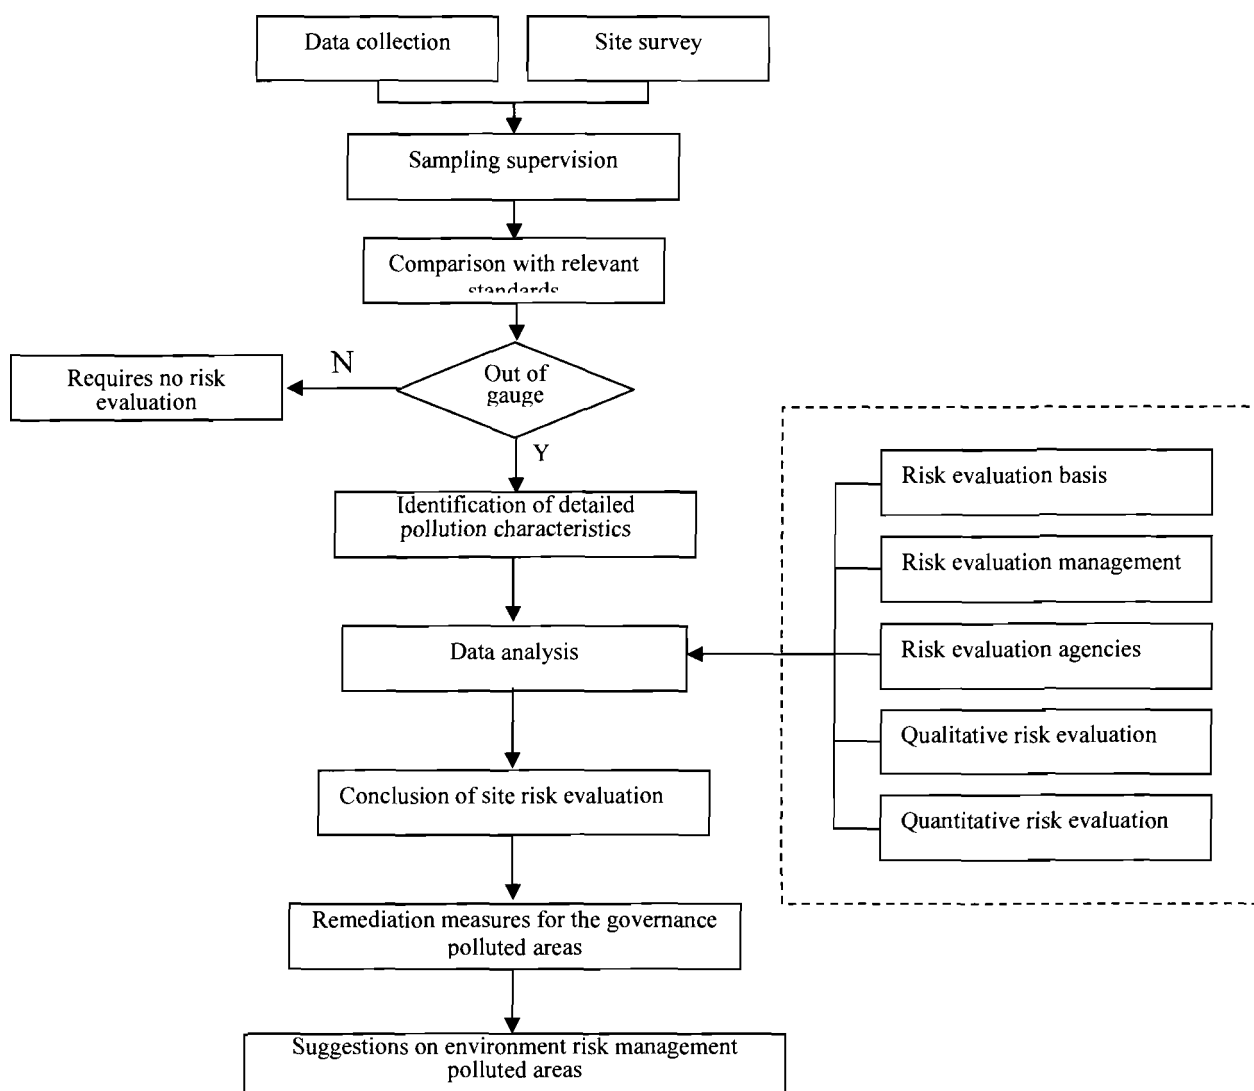 Data collection
Site survey
Sampling supervision
Comparison with relevant
standards
Out of
gauge
N
Requires no risk
evaluation
Y
Identification of detailed
pollution characteristics
Data analysis
Risk evaluation basis
Risk evaluation management
Risk evaluation agencies
Qualitative risk evaluation
Quantitative risk evaluation
Conclusion of site risk evaluation
Remediation measures for the governance
polluted areas
Suggestions on environment risk management
polluted areas